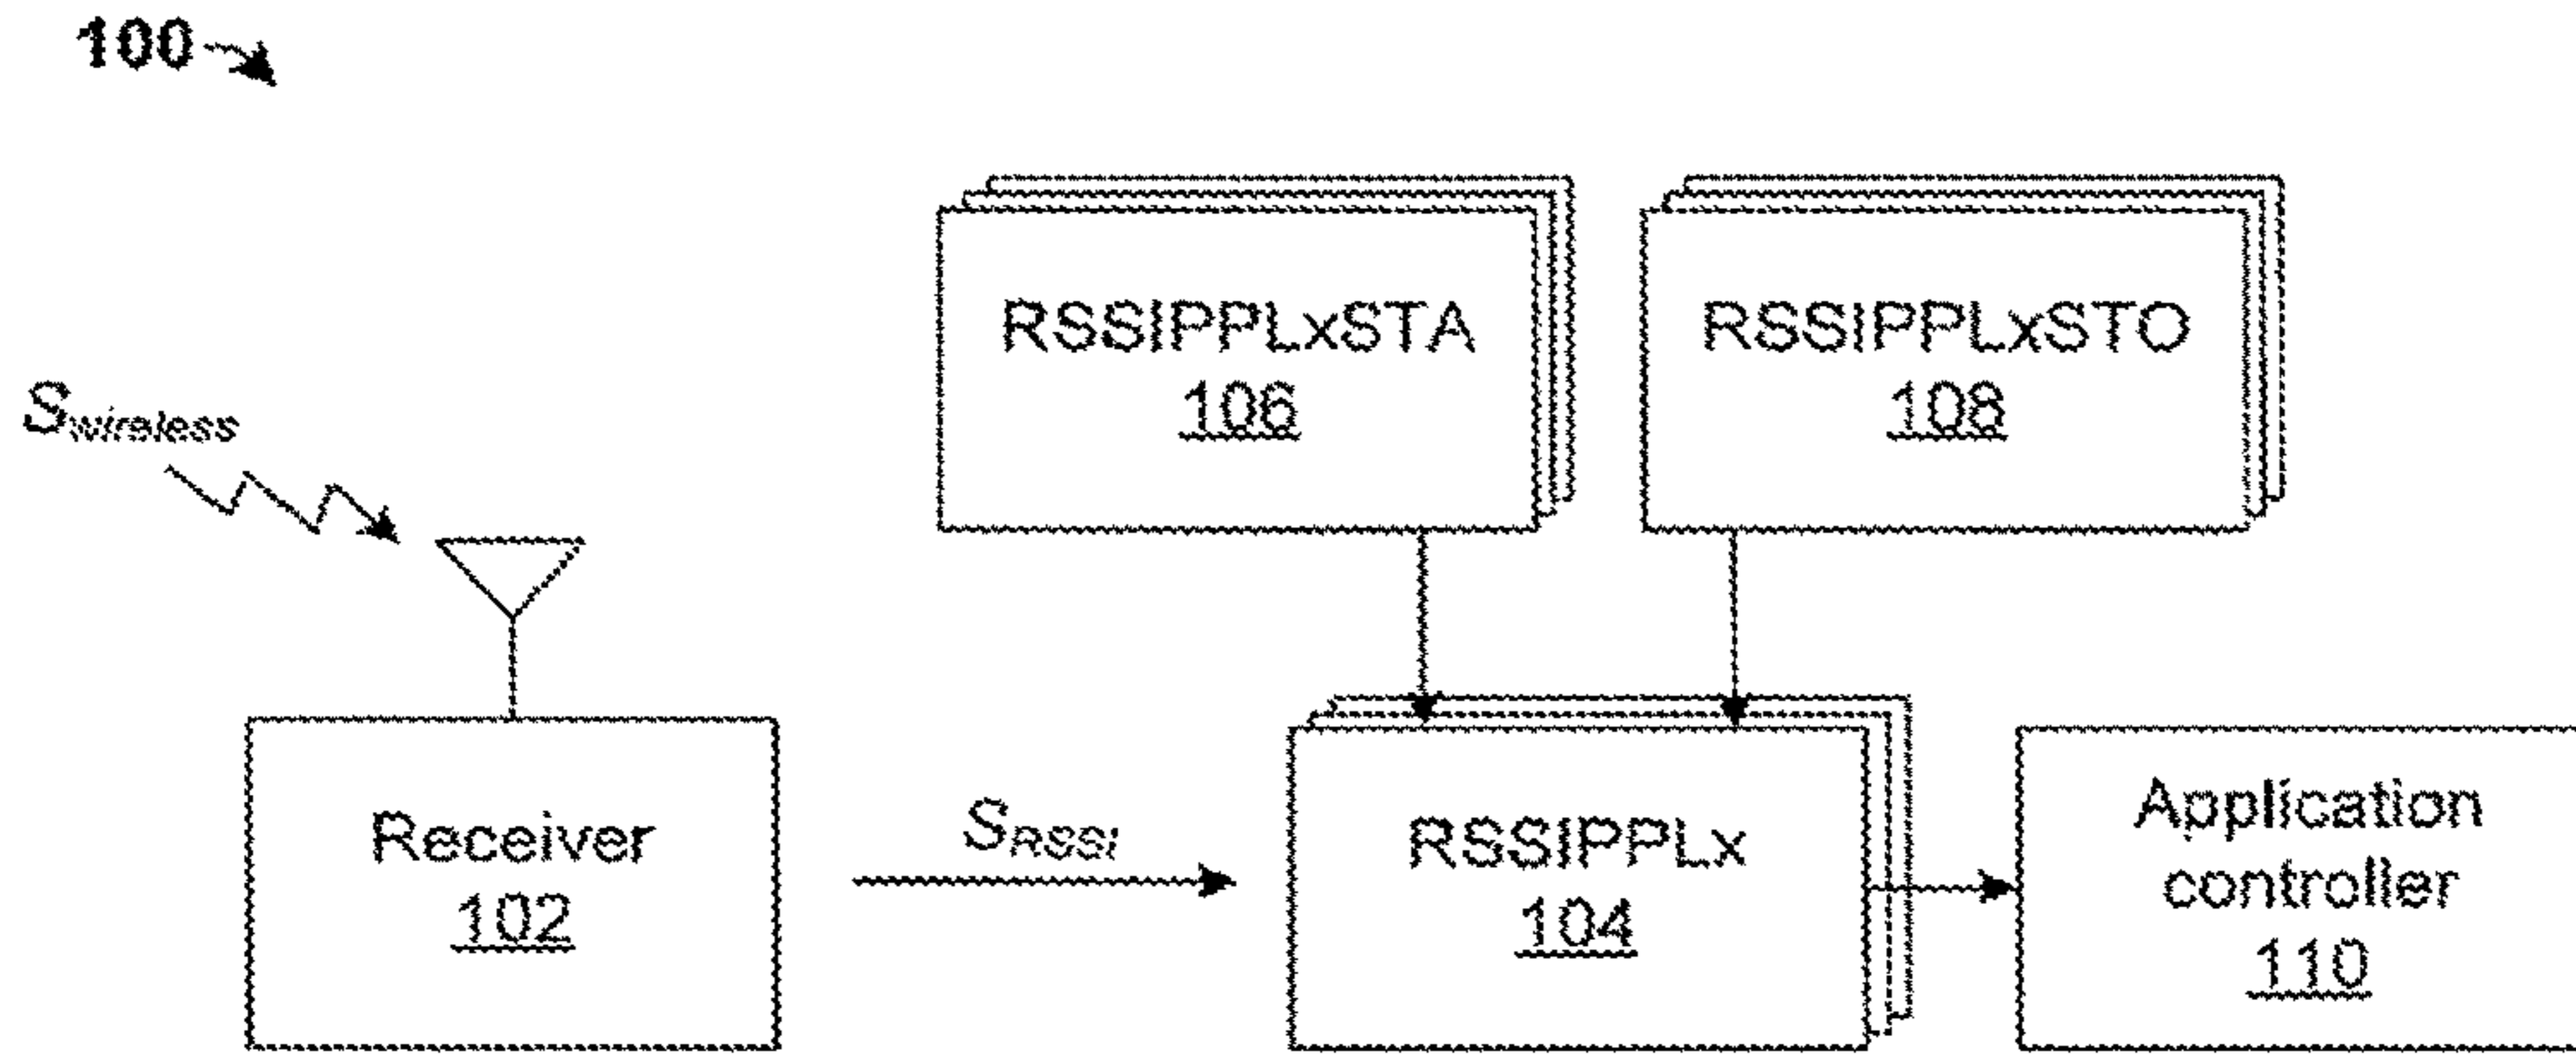 100
RSSIPPLxSTA
106
RSSIPPLxSTO
108
Swireless
Receiver
102
SRSSI
RSSIPPLx
104
Application
controller
110